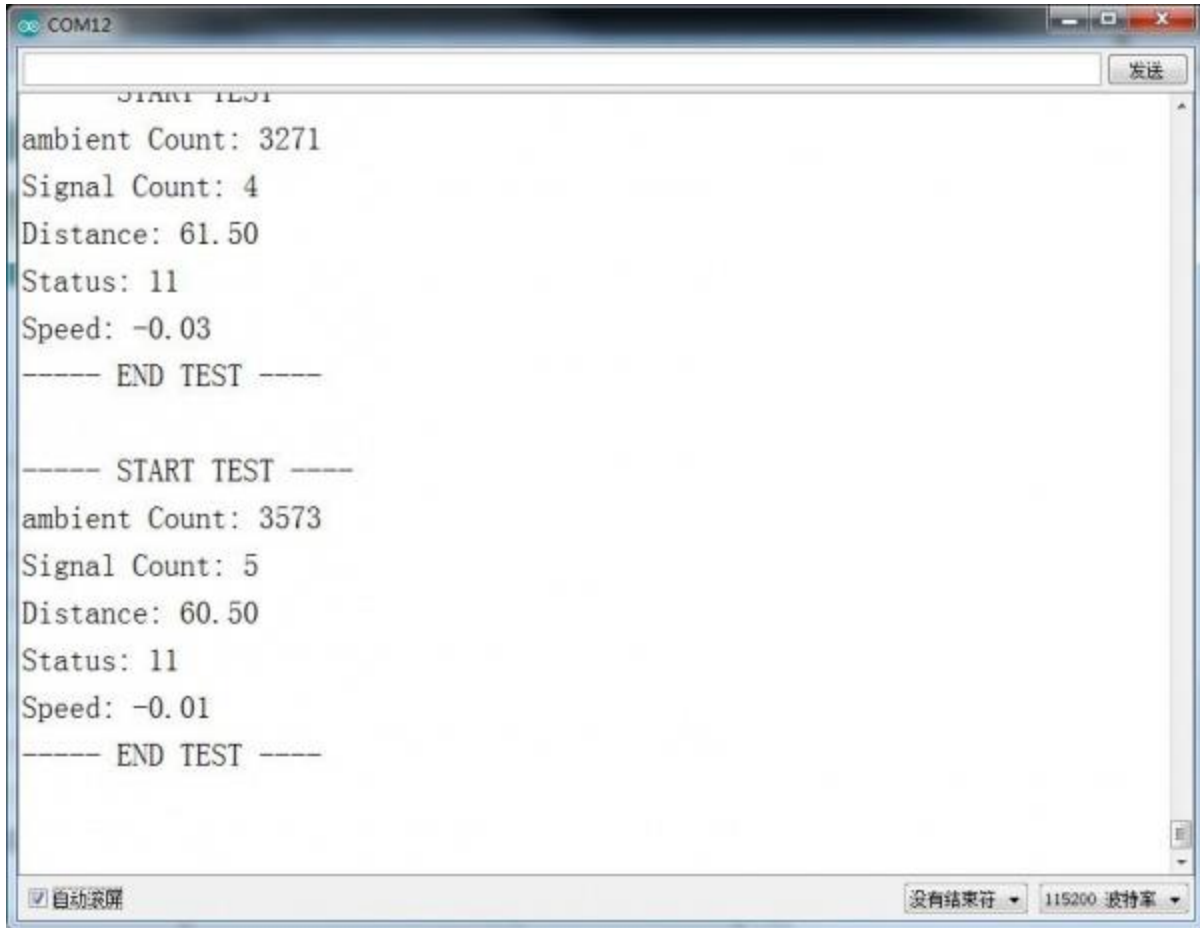 COM12
发送
START TEST
ambient Count: 3271
Signal Count: 4
Distance: 61.50
Status: 11
Speed: -0.03
----- END TEST ----
----- START TEST ----
ambient Count: 3573
Signal Count: 5
Distance: 60.50
Status: 11
Speed: -0.01
----- END TEST ----
自动滚屏
没有结束符
115200 波特率